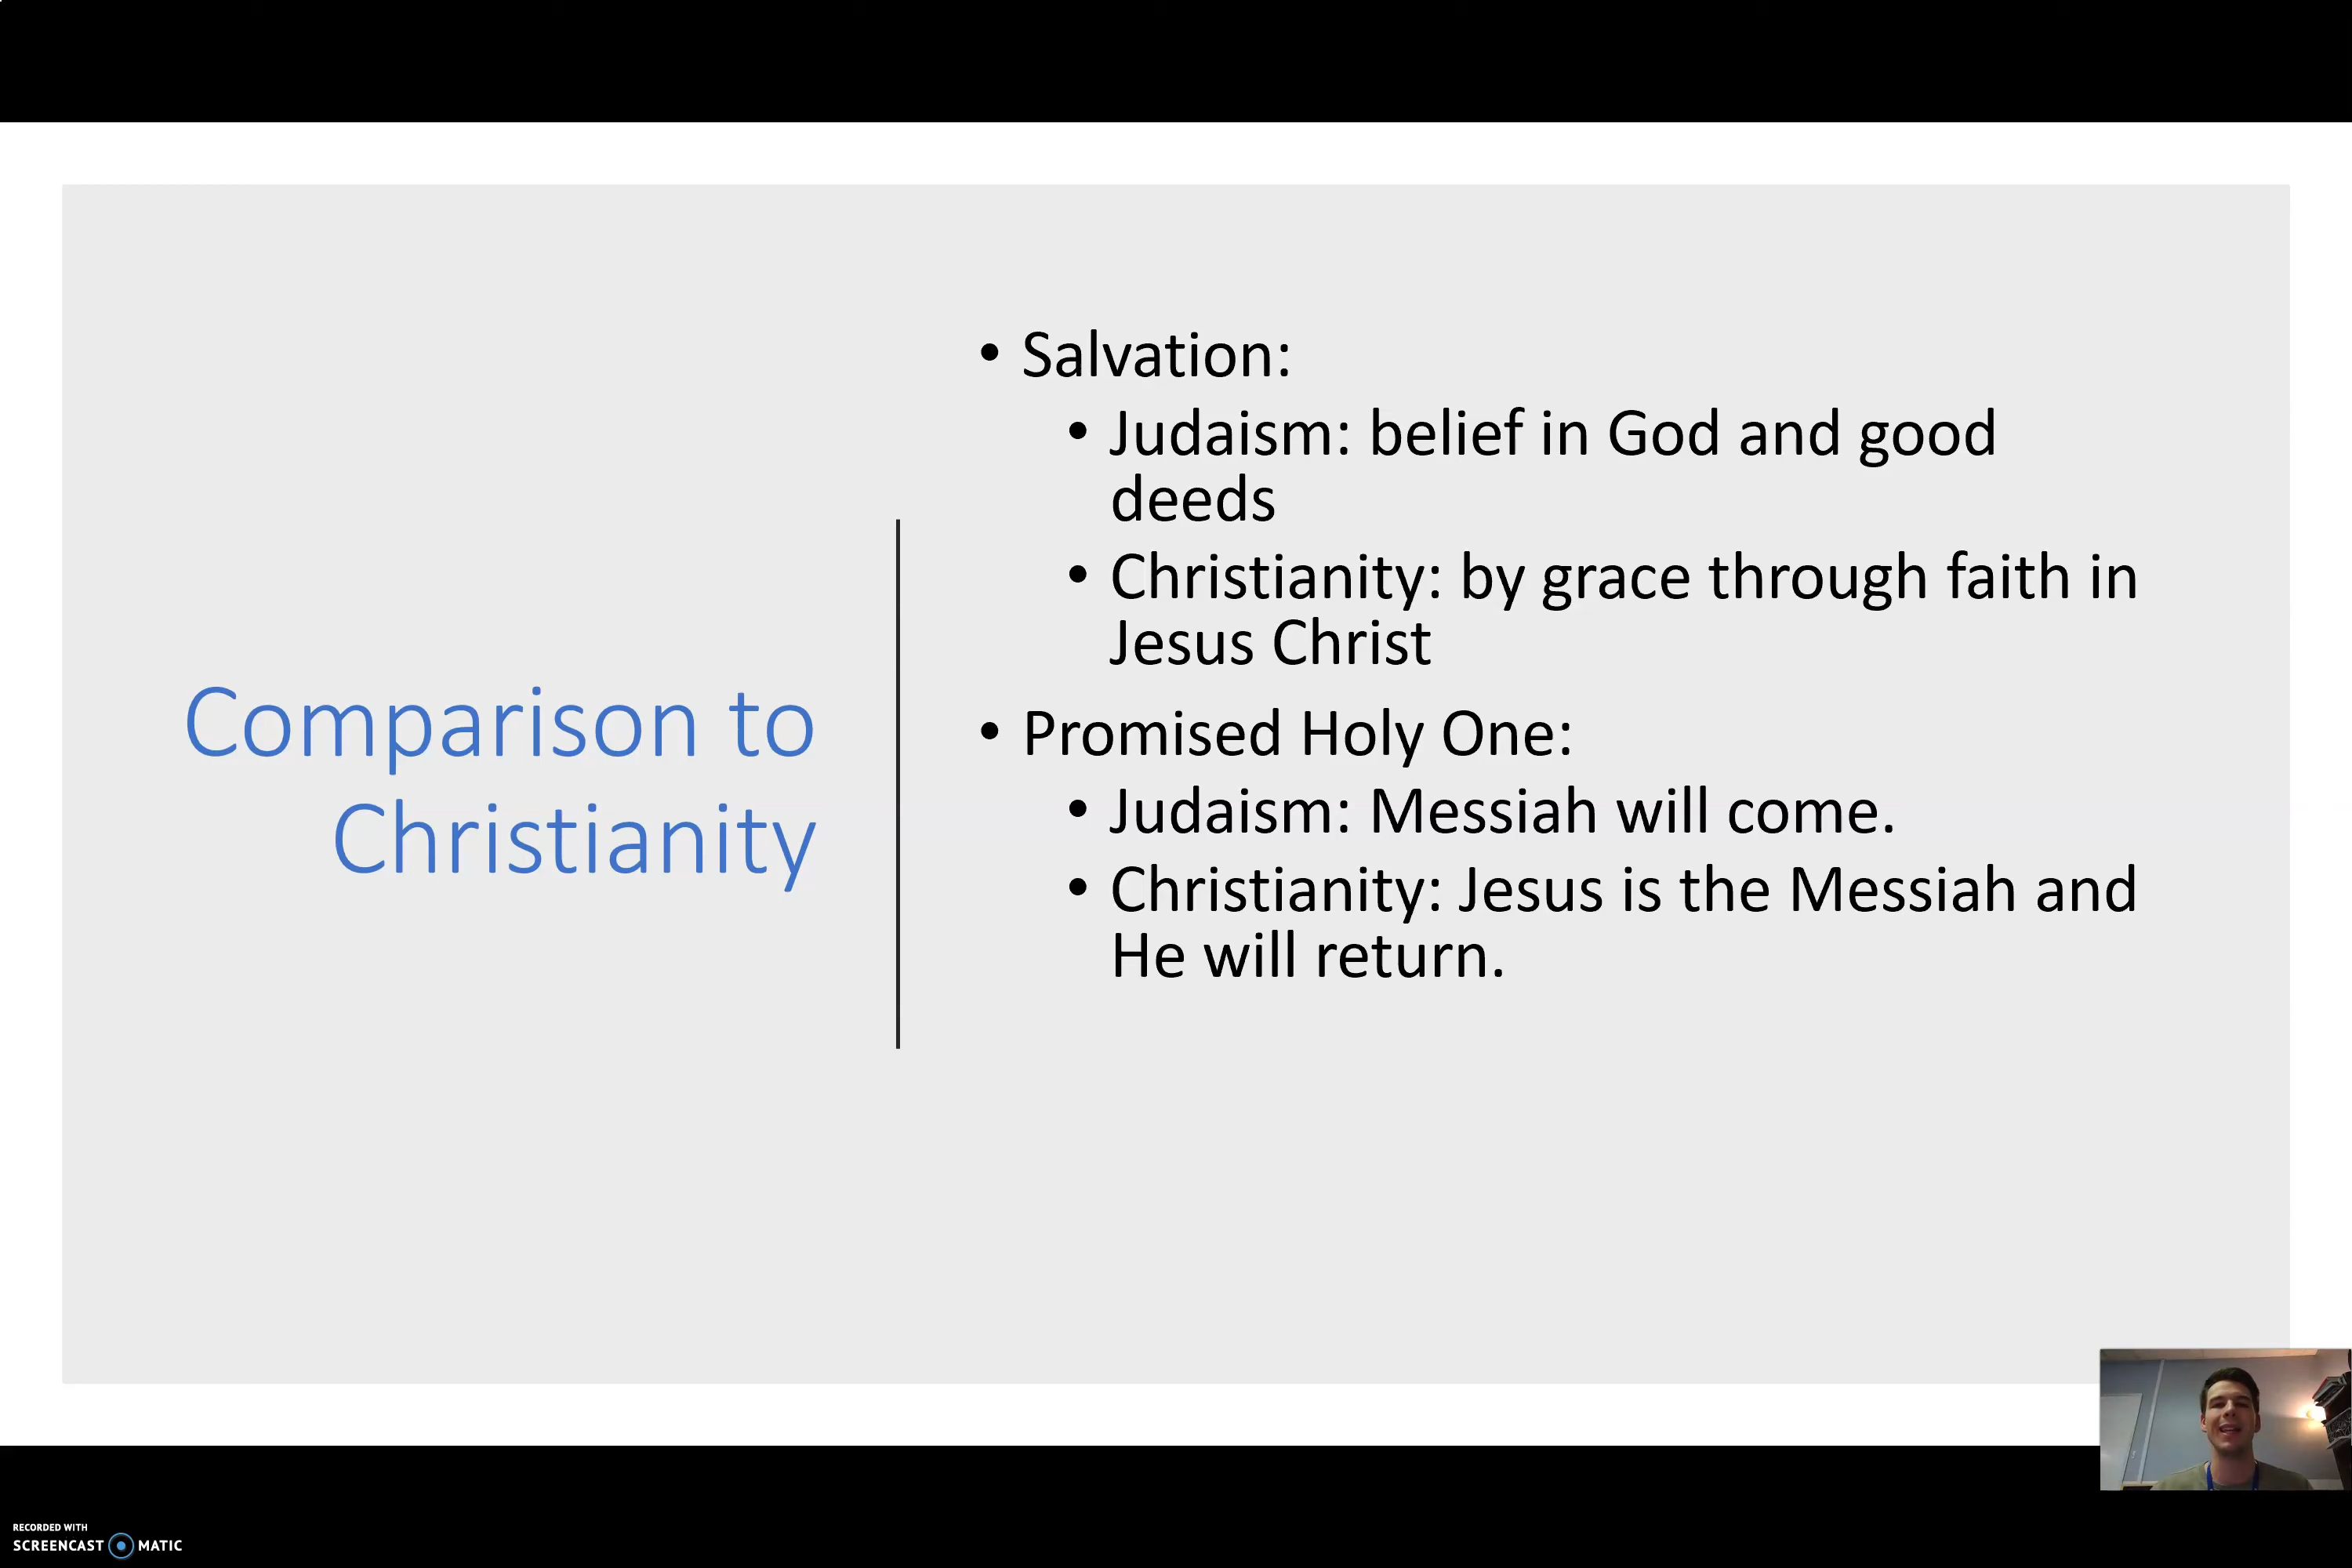 Comparison to
Christianity
• Salvation:
• Judaism: belief in God and good
deeds
• Christianity: by grace through faith in
Jesus Christ
• Promised Holy One:
• Judaism: Messiah will come.
• Christianity: Jesus is the Messiah and
He will return.
RECORDED WITH
SCREENCAST MATIC